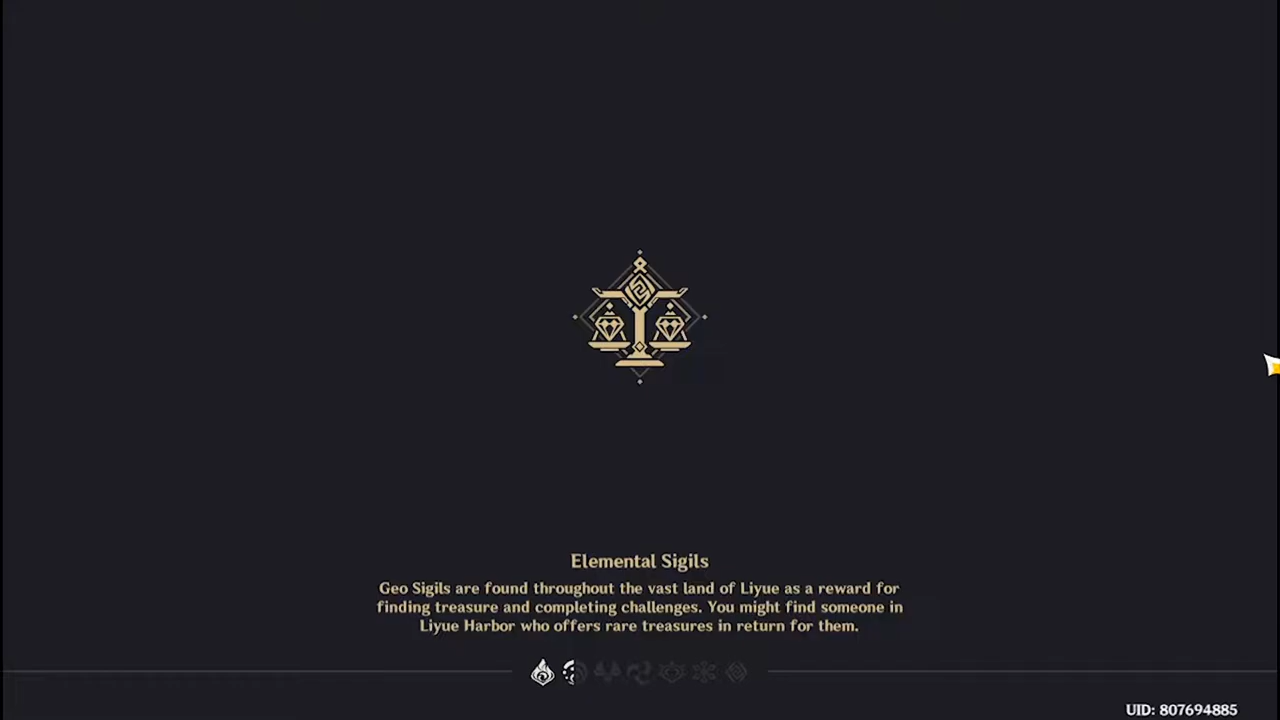 Elemental Sigils
Geo Sigils are found throughout the vast land of Liyue as a reward for
finding treasure and completing challenges. You might find someone in
Liyue Harbor who offers rare treasures in return for them.
UID: 807694885